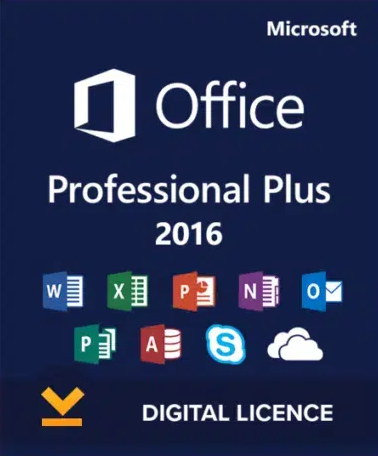 Microsoft
Office
Professional Plus
2016
W X P N O
P A S
DIGITAL LICENCE